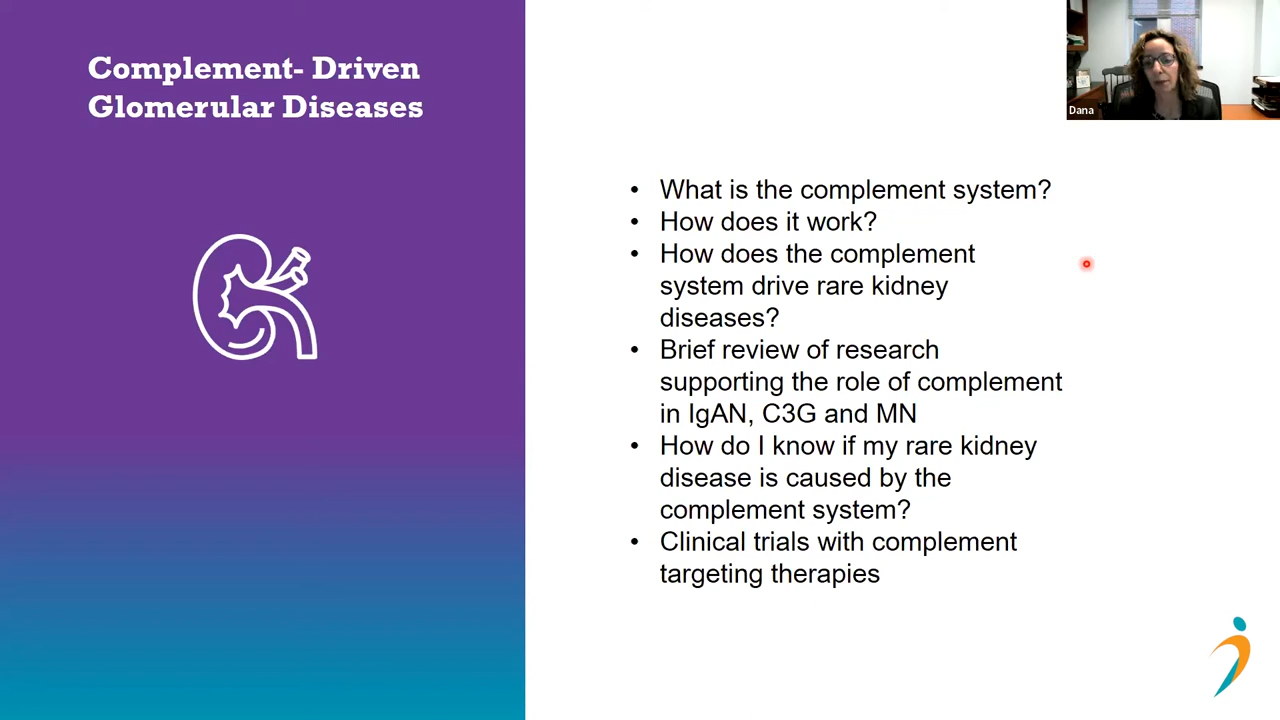 Complement- Driven
Glomerular Diseases
Dana
• What is the complement system?
• How does it work?
• How does the complement
system drive rare kidney
diseases?
• Brief review of research
supporting the role of complement
in IgAN, C3G and MN
• How do I know if my rare kidney
disease is caused by the
complement system?
• Clinical trials with complement
targeting therapies